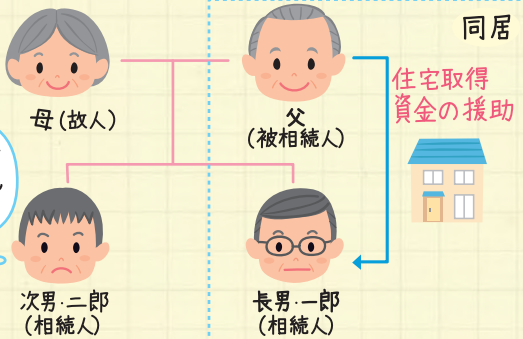 同居
住宅取得
資金の援助
母(故人)
父
(被相続人)
次男・二郎
(相続人)
長男・一郎
(相続人)